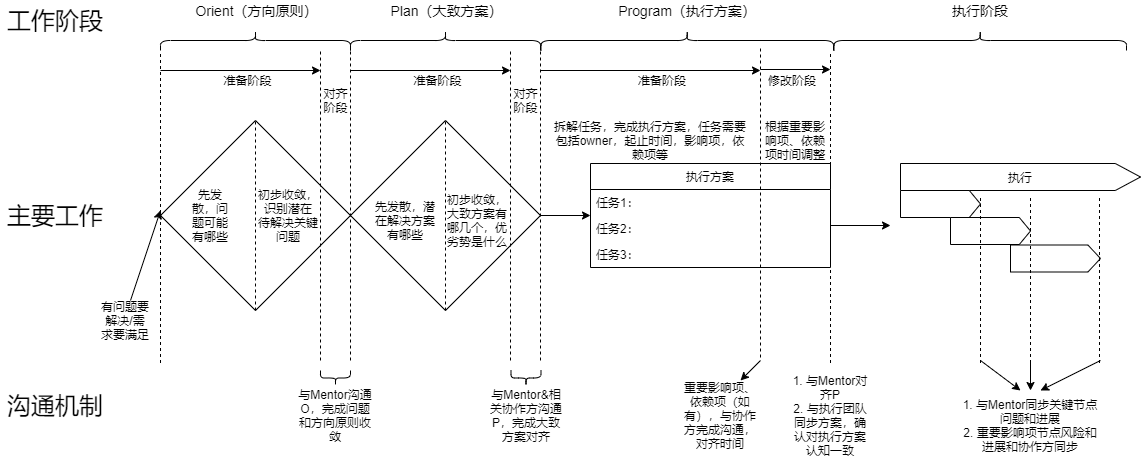 工作阶段
Orient（方向原则）
Plan（大致方案）
Program（执行方案）
执行阶段
准备阶段
对齐
阶段
准备阶段
对齐
阶段
准备阶段
修改阶段
主要工作
有问题要
解决/需
求要满足
先发
散，问
题可能
有哪些
初步收敛，
识别潜在
待解决关键
问题
先发散，潜
在解决方案
有哪些
初步收敛，
大致方案有
哪几个，优
劣势是什么
拆解任务，完成执行方案，任务需要
包括owner，起止时间，影响项，依
赖项等
根据重要影
响项、依赖
项时间调整
执行方案
任务1：
任务2：
任务3：
执行
沟通机制
与Mentor沟通
O，完成问题
和方向原则收
敛
与Mentor&相
关协作方沟通
P，完成大致
方案对齐
重要影响项、
依赖项（如
有），与协作
方完成沟通，
对齐时间
1. 与Mentor对
齐P
2. 与执行团队
同步方案，确
认对执行方案
认知一致
1. 与Mentor同步关键节点
问题和进展
2. 重要影响项节点风险和
进展和协作方同步